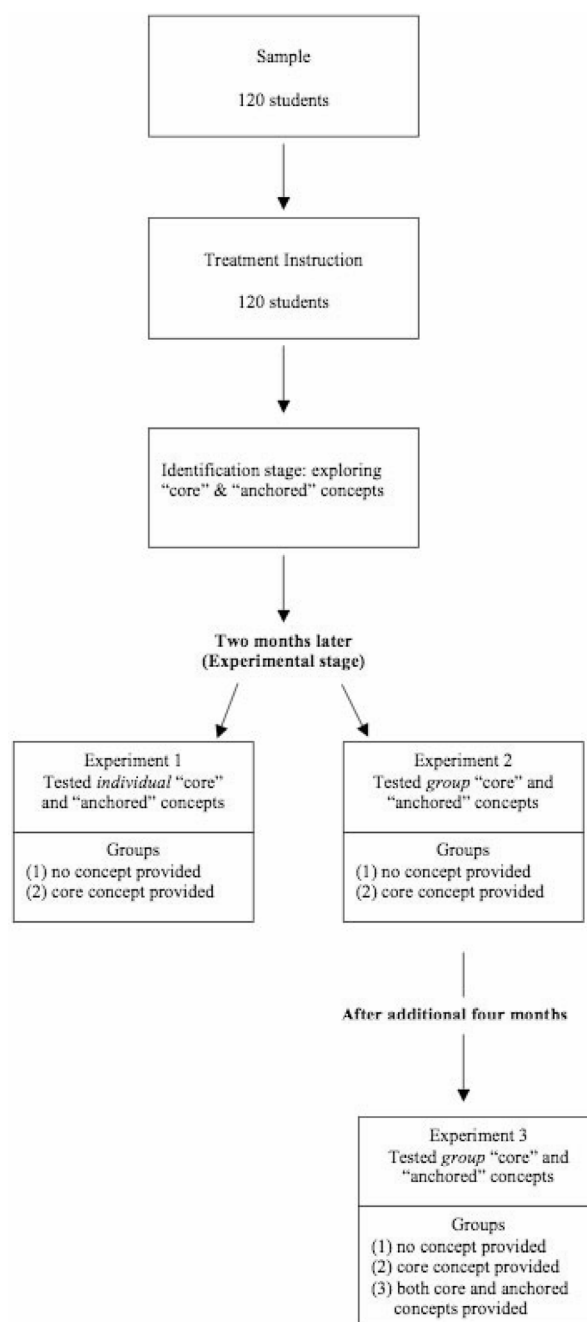 Sample
120 students
Treatment Instruction
120 students
Identification stage: exploring
“core” & “anchored” concepts
Two months later
(Experimental stage)
Experiment 1
Tested individual “core”
and “anchored” concepts
Groups
(1) no concept provided
(2) core concept provided
Experiment 2
Tested group “core” and
“anchored” concepts
Groups
(1) no concept provided
(2) core concept provided
After additional four months
Experiment 3
Tested group “core” and
“anchored” concepts
Groups
(1) no concept provided
(2) core concept provided
(3) both core and anchored
concepts provided